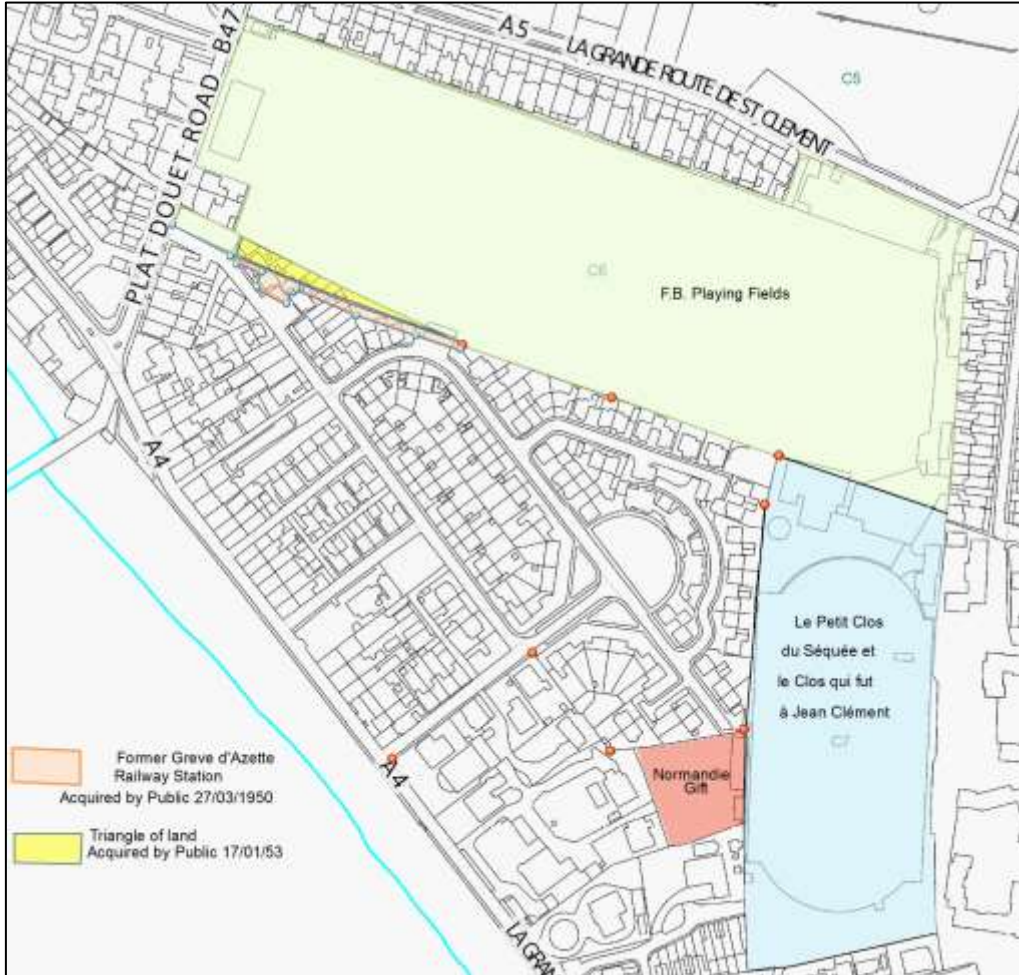 A5
LA GRANDE ROUTE DE ST. CLEMENT
C5
PLAT DOUET ROAD B47
C6
F.B. Playing Fields
A4
Le Petit Clos
du Séquée et
le Clos qui fut
à Jean Clément
Normandie
Gift
A4
LA GRAN
Former Greve d'Azette
Railway Station
Acquired by Public 27/03/1950
Triangle of land
Acquired by Public 17/01/53